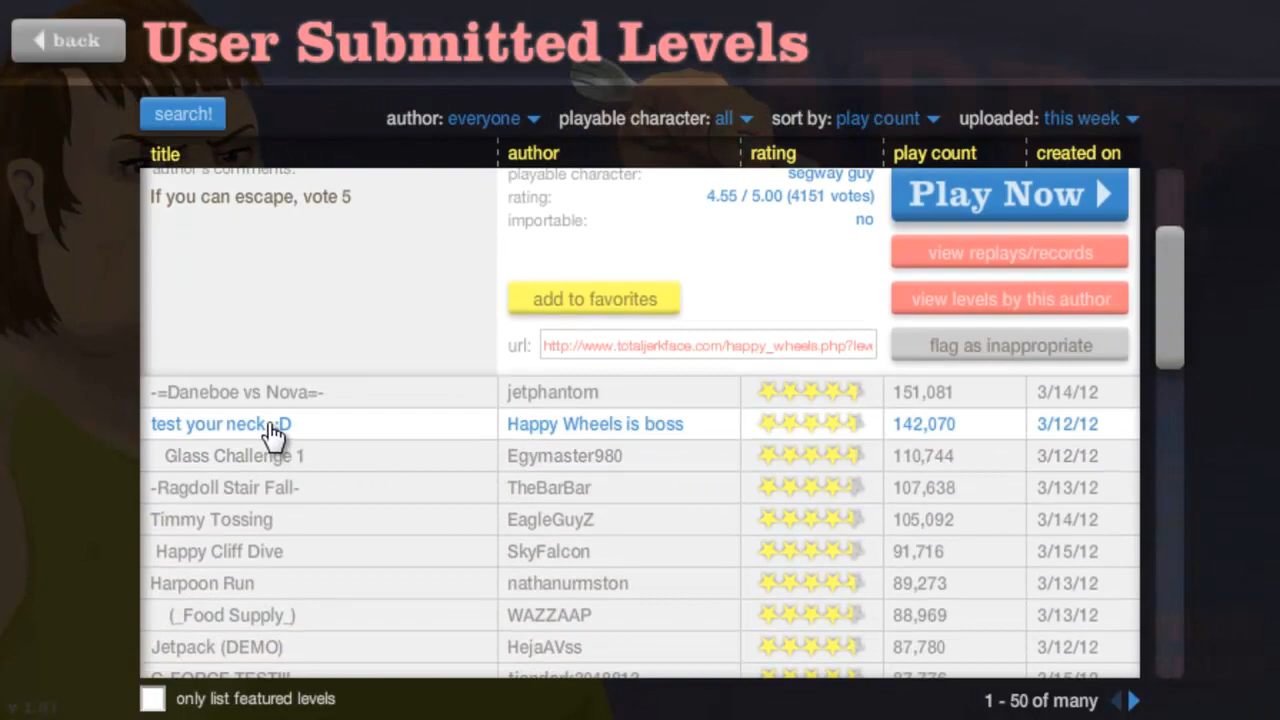 back
User Submitted Levels
search!
author: everyone playable character: all sort by: play count uploaded: this week
title author rating play count created on
author's comments:
If you can escape, vote 5
playable character: segway guy
rating: 4.55 / 5.00 (4151 votes)
importable: no
Play Now
view replays/records
add to favorites
view levels by this author
url: http://www.totaljerkface.com/happy_wheels.php?lev
flag as inappropriate
-=Daneboe vs Nova=- jetphantom 151,081 3/14/12
test your neck :D Happy Wheels is boss 142,070 3/12/12
Glass Challenge 1 Egymaster980 110,744 3/12/12
-Ragdoll Stair Fall- TheBarBar 107,638 3/13/12
Timmy Tossing EagleGuyZ 105,092 3/14/12
Happy Cliff Dive SkyFalcon 91,716 3/15/12
Harpoon Run nathanurmston 89,273 3/13/12
(_Food Supply_) WAZZAAP 88,969 3/13/12
Jetpack (DEMO) HejaAVss 87,780 3/12/12
only list featured levels
1 - 50 of many